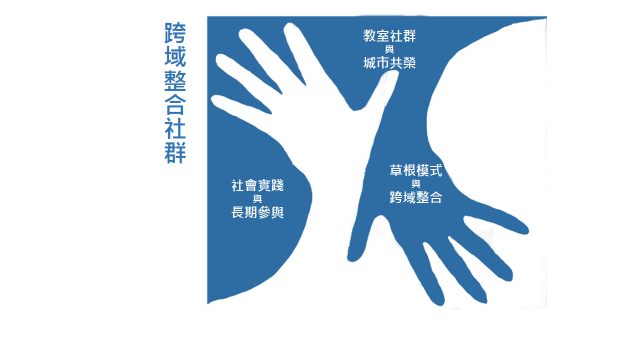 跨域整合社群
教室社群
與
城市共榮
社會實踐
與
長期參與
草根模式
與
跨域整合